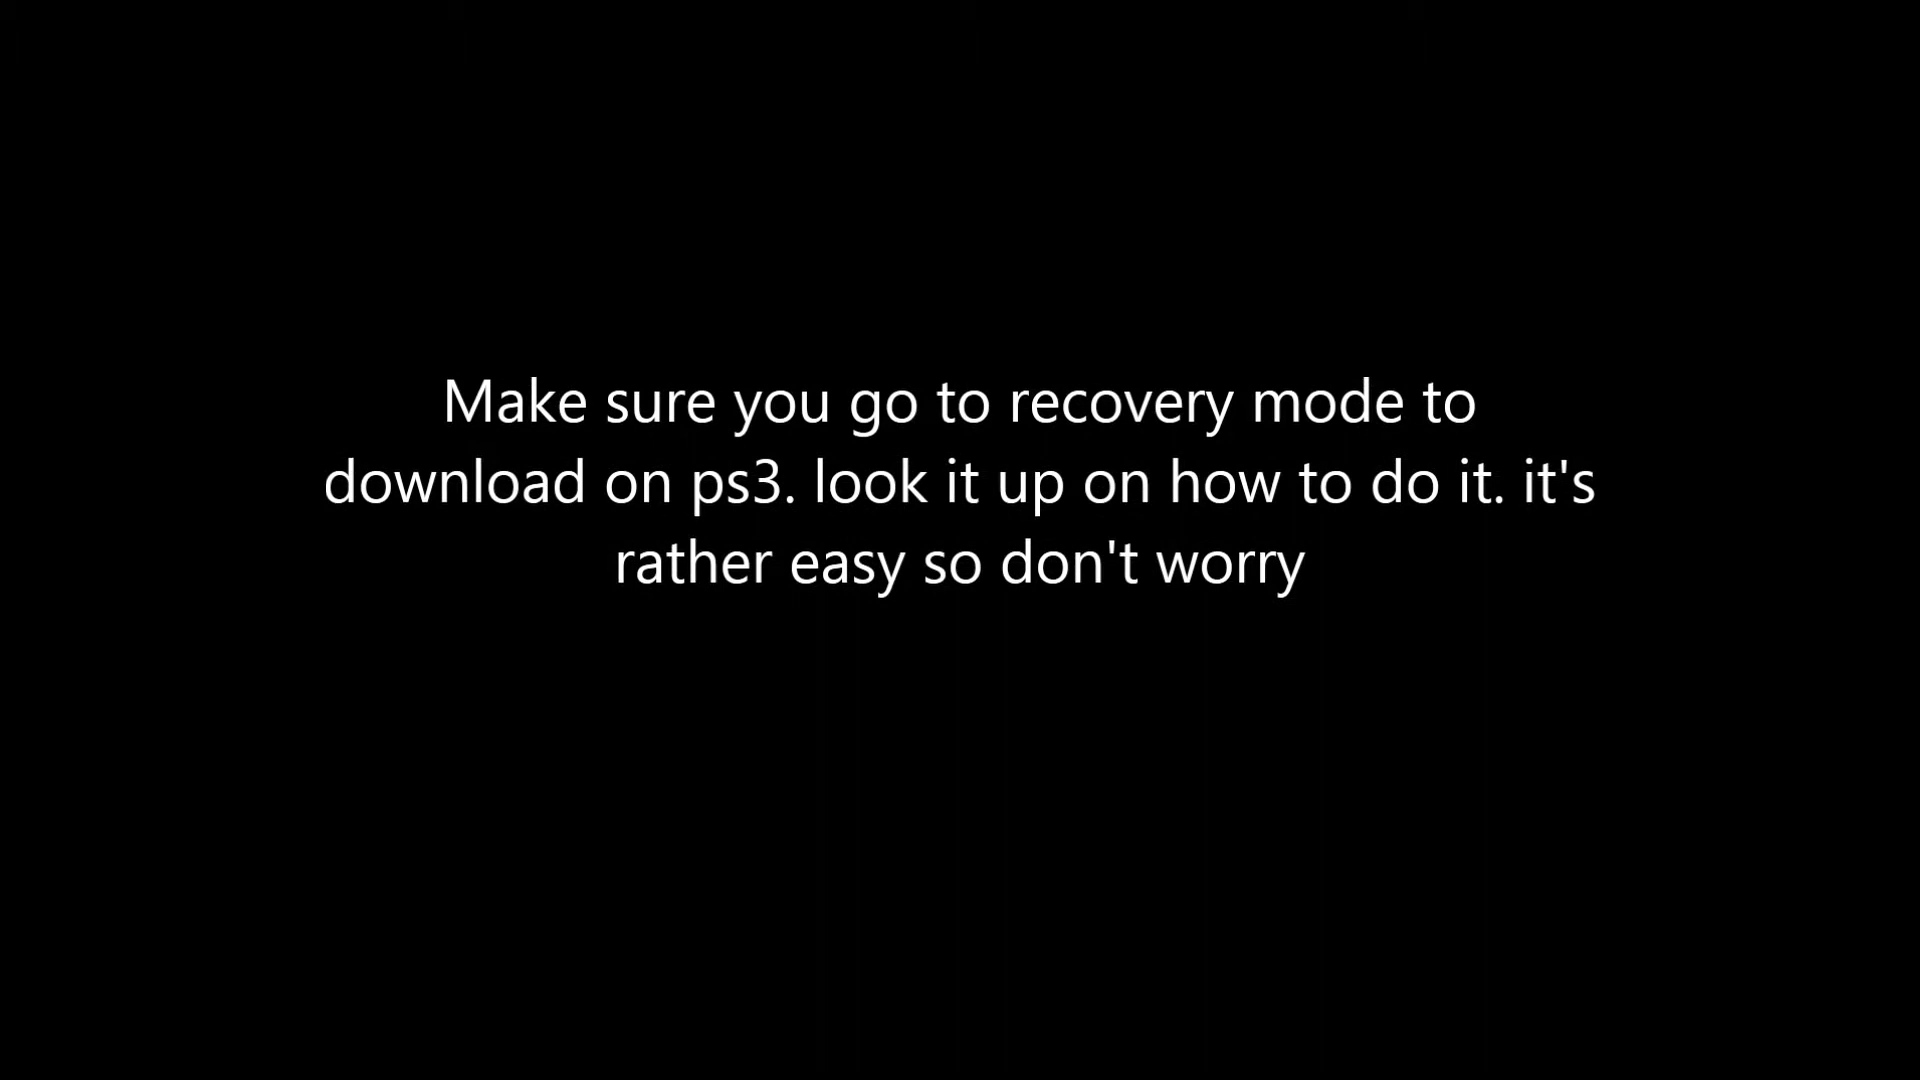 Make sure you go to recovery mode to
download on ps3. look it up on how to do it. it's
rather easy so don't worry